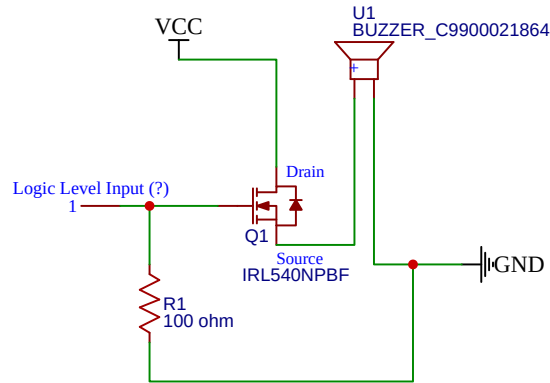 U1
BUZZER_C9900021864
VCC
+
Drain
Logic Level Input (?)
1
Q1
Source
IRL540NPBF
GND
R1
100 ohm